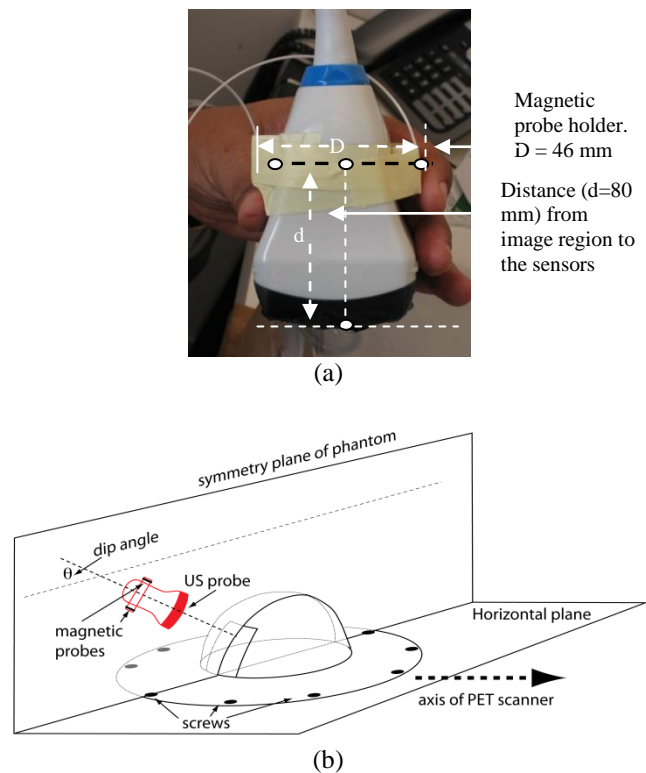 D
d
Magnetic
probe holder.
D = 46 mm
Distance (d=80
mm) from
image region to
the sensors
(a)
symmetry plane of phantom
dip angle
θ
US probe
magnetic
probes
Horizontal plane
screws
axis of PET scanner
(b)